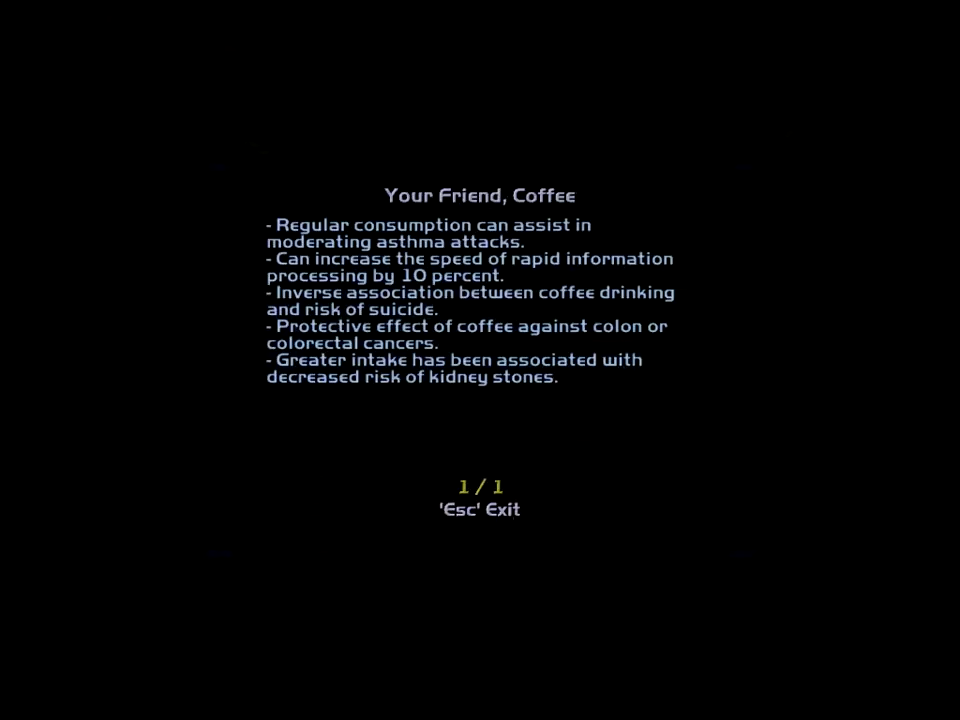 Your Friend, Coffee
- Regular consumption can assist in
moderating asthma attacks.
- Can increase the speed of rapid information
processing by 10 percent.
- Inverse association between coffee drinking
and risk of suicide.
- Protective effect of coffee against colon or
colorectal cancers.
- Greater intake has been associated with
decreased risk of kidney stones.
1 / 1
'Esc' Exit